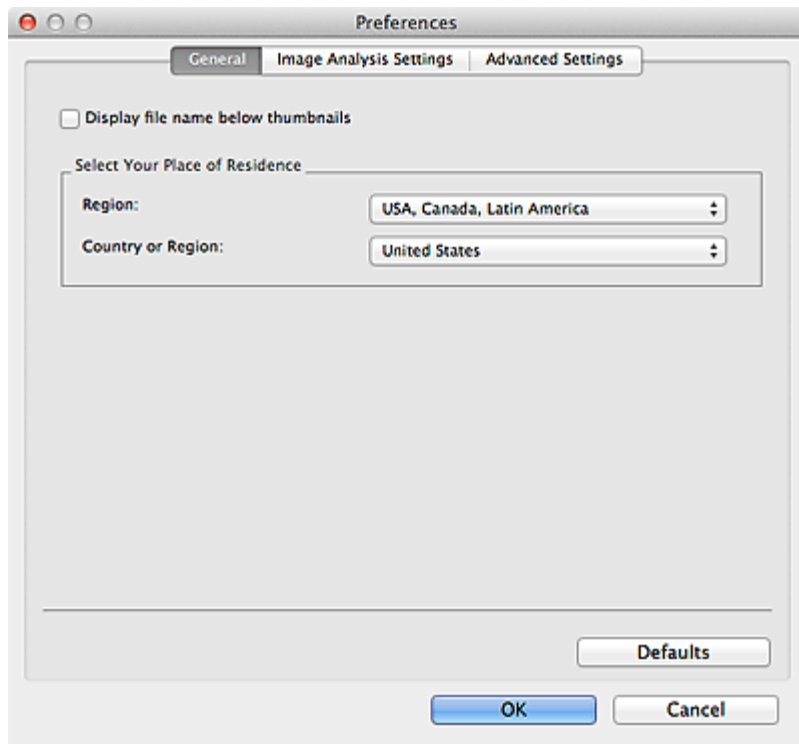 Preferences
General Image Analysis Settings Advanced Settings
Display file name below thumbnails
Select Your Place of Residence
Region: USA, Canada, Latin America
Country or Region: United States
Defaults
OK Cancel